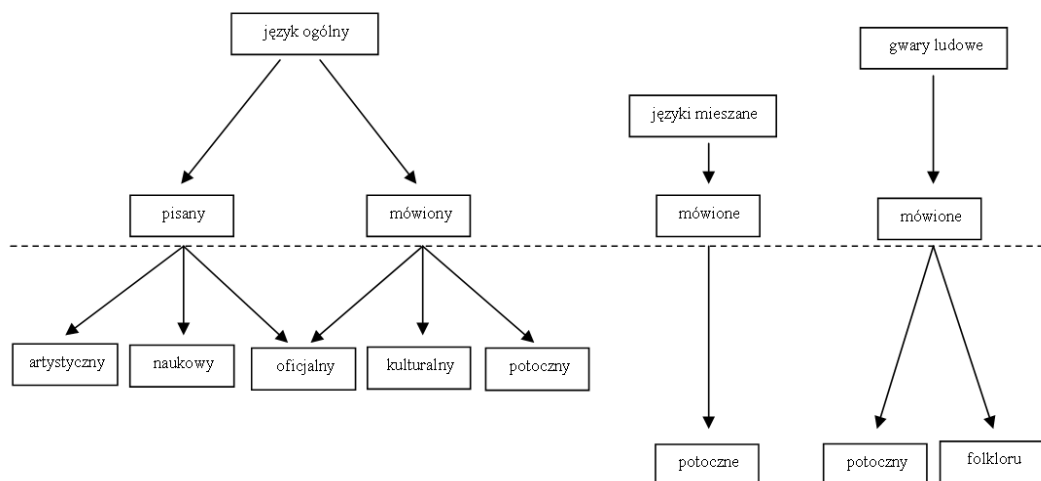 język ogólny
gwary ludowe
języki mieszane
pisany
mówiony
mówione
mówione
artystyczny
naukowy
oficjalny
kulturalny
potoczny
potoczne
potoczny
folkloru